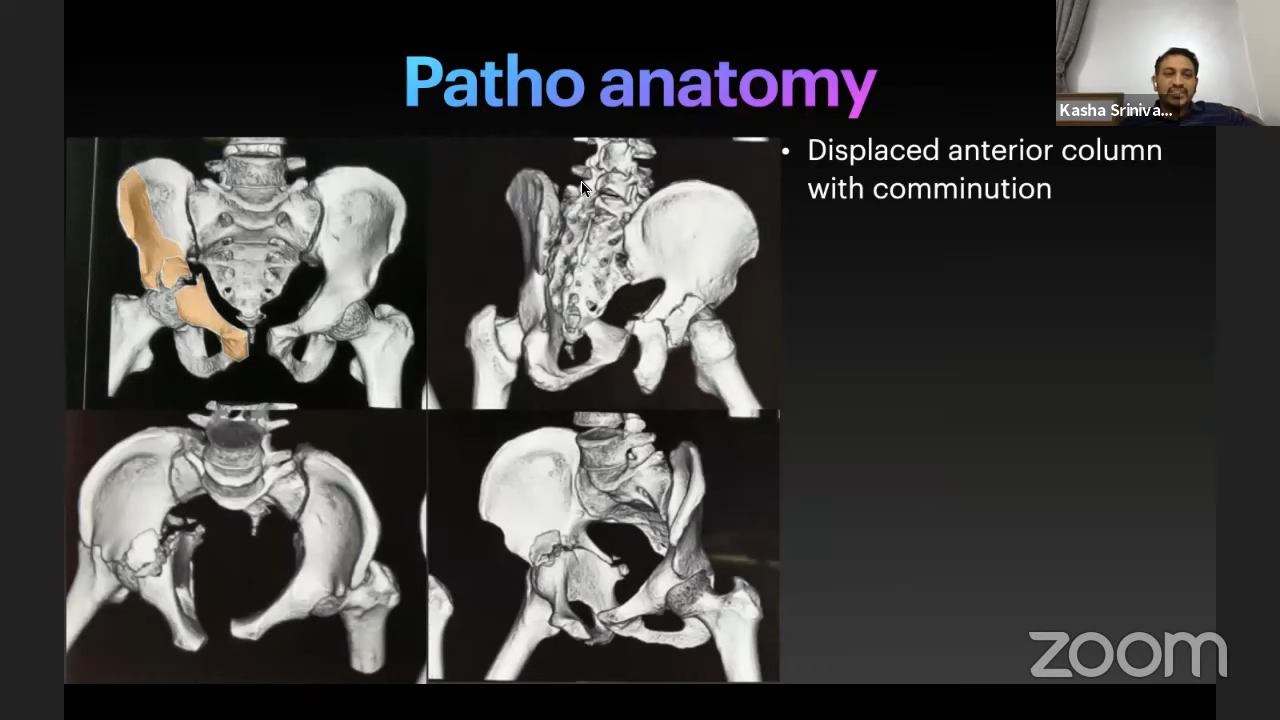 Patho anatomy
Kasha Sriniva...
• Displaced anterior column
with comminution
zoom